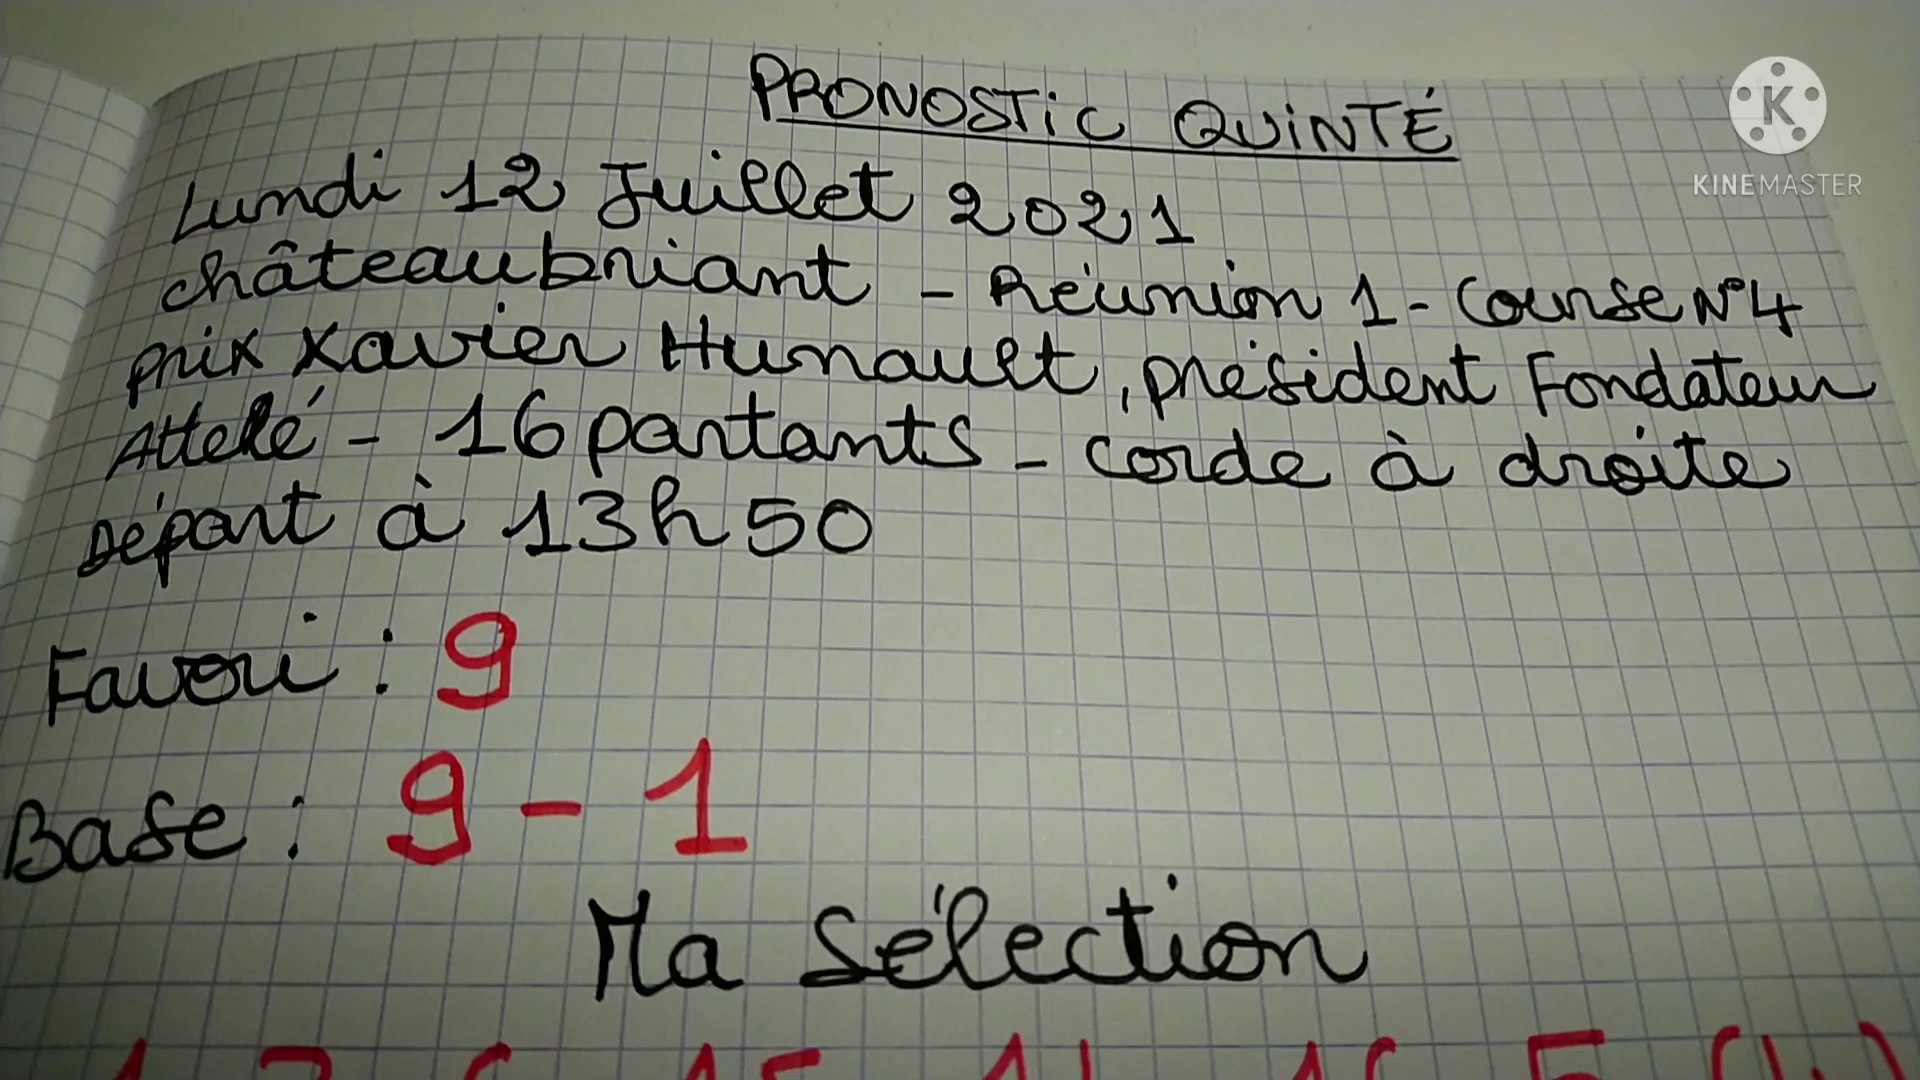 PRONOSTIC QUINTÉ
Lundi 12 Juillet 2021
châteaubriant - Réunion 1 - Course N°4
prix Xavier Hunault, président Fondateur
Attelé - 16 partants - corde à droite
Départ à 13h50
Favori : 9
Base : 9 - 1
Ma sélection
K
KINEMASTER